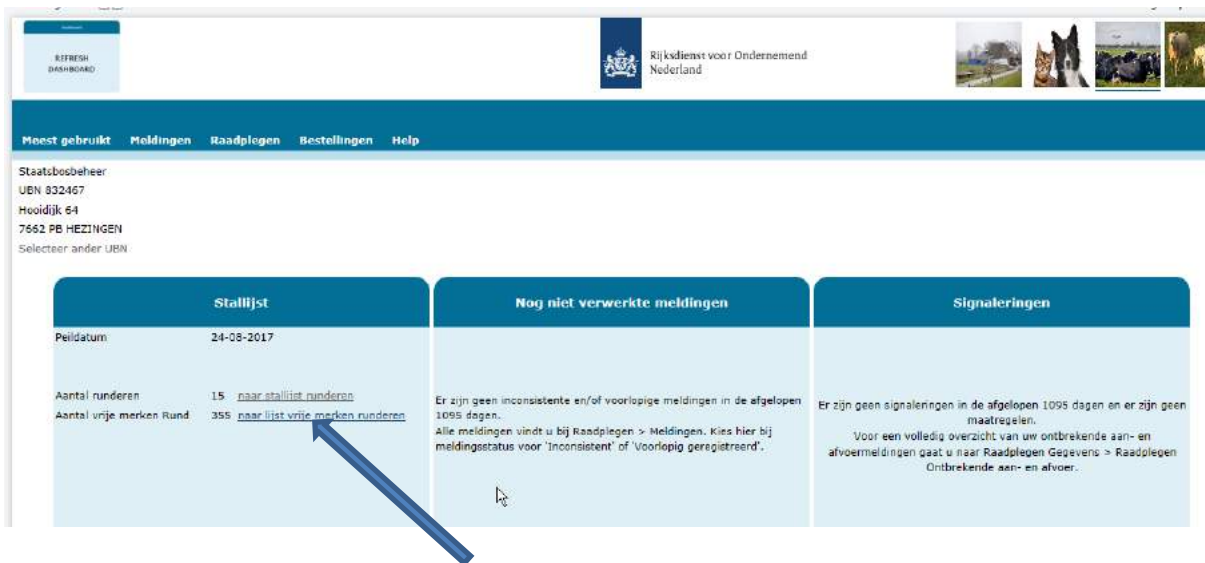 REFRESH
DASHBOARD
Rijksdienst voor Ondernemend
Nederland
Meest gebruikt Meldingen Raadplegen Bestellingen Help
Staatsbosbeheer
UBN 832467
Hooidijk 64
7662 PB HEZINGEN
Selecteer ander UBN
Stallijst
Peildatum 24-08-2017
Aantal runderen 15 naar stallijst runderen
Aantal vrije merken Rund 355 naar lijst vrije merken runderen
Nog niet verwerkte meldingen
Er zijn geen inconsistente en/of voorlopige meldingen in de afgelopen
1095 dagen.
Alle meldingen vindt u bij Raadplegen > Meldingen. Kies hier bij
meldingsstatus voor 'Inconsistent' of 'Voorlopig geregistreerd'.
Signaleringen
Er zijn geen signaleringen in de afgelopen 1095 dagen en er zijn geen
maatregelen.
Voor een volledig overzicht van uw ontbrekende aan- en
afvoermeldingen gaat u naar Raadplegen Gegevens > Raadplegen
Ontbrekende aan- en afvoer.